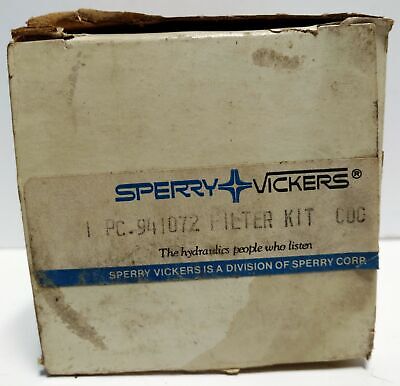 SPERRY VICKERS®
1 PC-941072 FILTER KIT COC
The hydraulics people who listen
SPERRY VICKERS IS A DIVISION OF SPERRY CORP.